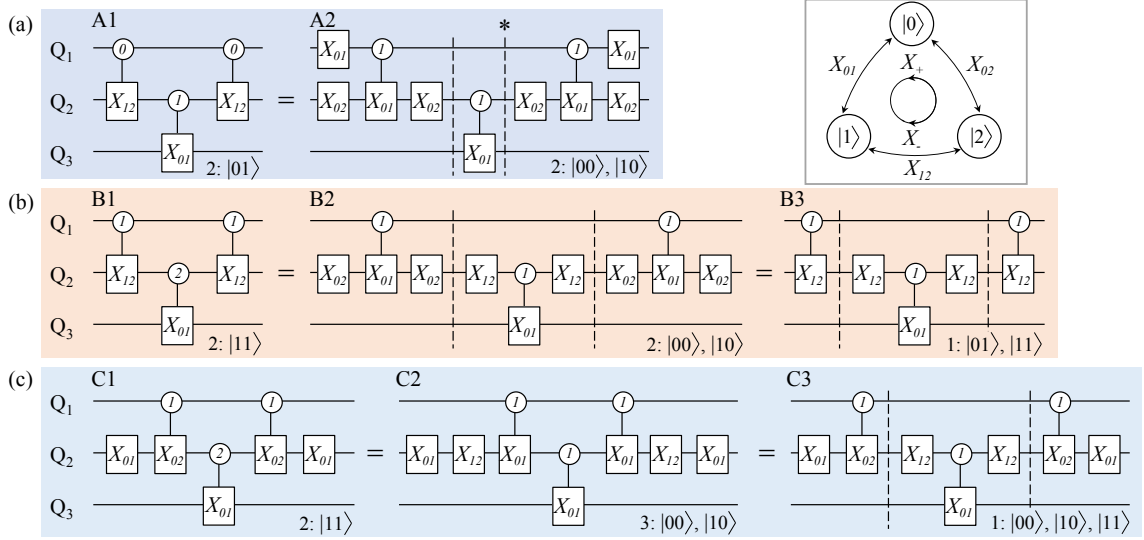 (a) A1 A2 *
Q₁ 0 0 X₀₁ 1 1 X₀₁
Q₂ X₁₂ 1 X₁₂ = X₀₂ X₀₁ X₀₂ 1 X₀₂ X₀₁ X₀₂
Q₃ X₀₁ X₀₁
2: |01⟩ 2: |00⟩, |10⟩
|0⟩
X₀₁ X₊ X₀₂
|1⟩ X₋ |2⟩
X₁₂
(b) B1 B2 B3
Q₁ 1 1 1 1 1 1
Q₂ X₁₂ 2 X₁₂ = X₀₂ X₀₁ X₀₂ X₁₂ 1 X₁₂ X₀₂ X₀₁ X₀₂ = X₁₂ X₁₂ 1 X₁₂ X₁₂
Q₃ X₀₁ X₀₁ X₀₁
2: |11⟩ 2: |00⟩, |10⟩ 1: |01⟩, |11⟩
(c) C1 C2 C3
Q₁ 1 1 1 1 1 1
Q₂ X₀₁ X₀₂ 2 X₀₂ X₀₁ = X₀₁ X₁₂ X₀₁ 1 X₀₁ X₁₂ X₀₁ = X₀₁ X₀₂ X₁₂ 1 X₁₂ X₀₂ X₀₁
Q₃ X₀₁ X₀₁ X₀₁
2: |11⟩ 3: |00⟩, |10⟩ 1: |00⟩, |10⟩, |11⟩